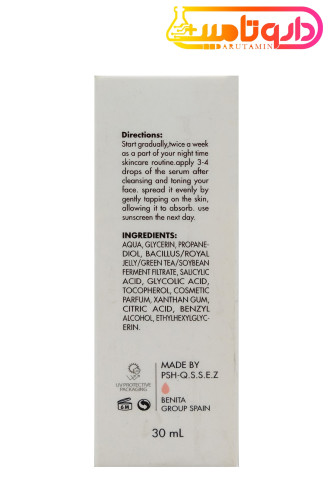 داروتامین
DARUTAMIN
Directions:
Start gradually,twice a week
as a part of your night time
skincare routine.apply 3-4
drops of the serum after
cleansing and toning your
face. spread it evenly by
gently tapping on the skin,
allowing it to absorb. use
sunscreen the next day.
INGREDIENTS:
AQUA, GLYCERIN, PROPANE-
DIOL, BACILLUS/ROYAL
JELLY/GREEN TEA/SOYBEAN
FERMENT FILTRATE, SALICYLIC
ACID, GLYCOLIC ACID,
TOCOPHEROL, COSMETIC
PARFUM, XANTHAN GUM,
CITRIC ACID, BENZYL
ALCOHOL, ETHYLHEXYLGLYC-
ERIN.
UV PROTECTIVE
PACKAGING
MADE BY
PSH-Q.S.S.E.Z
BENITA
GROUP SPAIN
30 mL